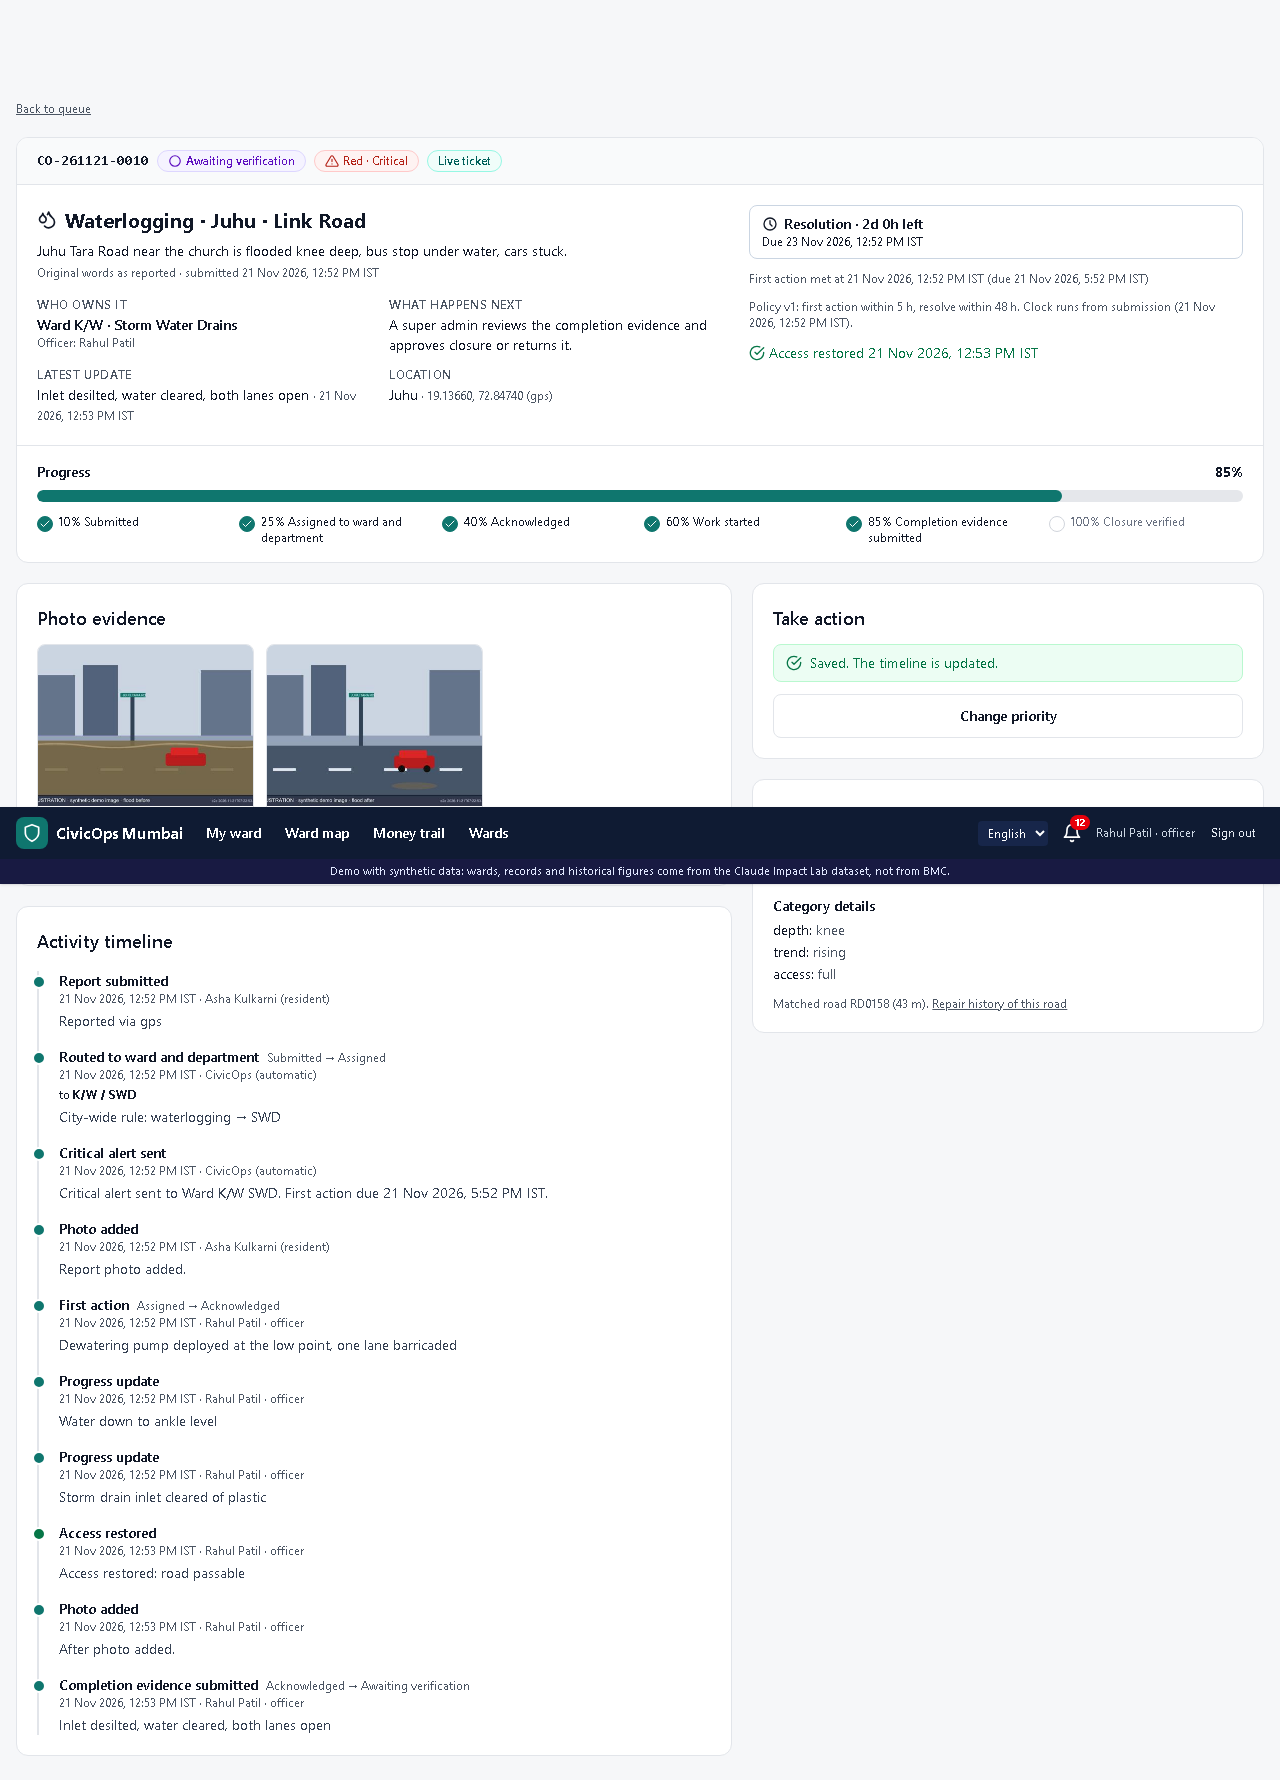 Back to queue
CO-261121-0010 Awaiting verification Red · Critical Live ticket
Waterlogging · Juhu · Link Road
Juhu Tara Road near the church is flooded knee deep, bus stop under water, cars stuck.
Original words as reported · submitted 21 Nov 2026, 12:52 PM IST
WHO OWNS IT
Ward K/W · Storm Water Drains
Officer: Rahul Patil
WHAT HAPPENS NEXT
A super admin reviews the completion evidence and
approves closure or returns it.
LATEST UPDATE
Inlet desilted, water cleared, both lanes open · 21 Nov
2026, 12:53 PM IST
LOCATION
Juhu · 19.13660, 72.84740 (gps)
Resolution · 2d 0h left
Due 23 Nov 2026, 12:52 PM IST
First action met at 21 Nov 2026, 12:52 PM IST (due 21 Nov 2026, 5:52 PM IST)
Policy v1: first action within 5 h, resolve within 48 h. Clock runs from submission (21 Nov
2026, 12:52 PM IST).
Access restored 21 Nov 2026, 12:53 PM IST
Progress 85%
10% Submitted
25% Assigned to ward and
department
40% Acknowledged
60% Work started
85% Completion evidence
submitted
100% Closure verified
Photo evidence
USTRATION · synthetic demo image · flood before
USTRATION · synthetic demo image · flood after
Take action
Saved. The timeline is updated.
Change priority
CivicOps Mumbai My ward Ward map Money trail Wards English 12 Rahul Patil · officer Sign out
Demo with synthetic data: wards, records and historical figures come from the Claude Impact Lab dataset, not from BMC.
Category details
depth: knee
trend: rising
access: full
Matched road RD0158 (43 m). Repair history of this road
Activity timeline
Report submitted
21 Nov 2026, 12:52 PM IST · Asha Kulkarni (resident)
Reported via gps
Routed to ward and department Submitted → Assigned
21 Nov 2026, 12:52 PM IST · CivicOps (automatic)
to K/W / SWD
City-wide rule: waterlogging → SWD
Critical alert sent
21 Nov 2026, 12:52 PM IST · CivicOps (automatic)
Critical alert sent to Ward K/W SWD. First action due 21 Nov 2026, 5:52 PM IST.
Photo added
21 Nov 2026, 12:52 PM IST · Asha Kulkarni (resident)
Report photo added.
First action Assigned → Acknowledged
21 Nov 2026, 12:52 PM IST · Rahul Patil · officer
Dewatering pump deployed at the low point, one lane barricaded
Progress update
21 Nov 2026, 12:52 PM IST · Rahul Patil · officer
Water down to ankle level
Progress update
21 Nov 2026, 12:52 PM IST · Rahul Patil · officer
Storm drain inlet cleared of plastic
Access restored
21 Nov 2026, 12:53 PM IST · Rahul Patil · officer
Access restored: road passable
Photo added
21 Nov 2026, 12:53 PM IST · Rahul Patil · officer
After photo added.
Completion evidence submitted Acknowledged → Awaiting verification
21 Nov 2026, 12:53 PM IST · Rahul Patil · officer
Inlet desilted, water cleared, both lanes open